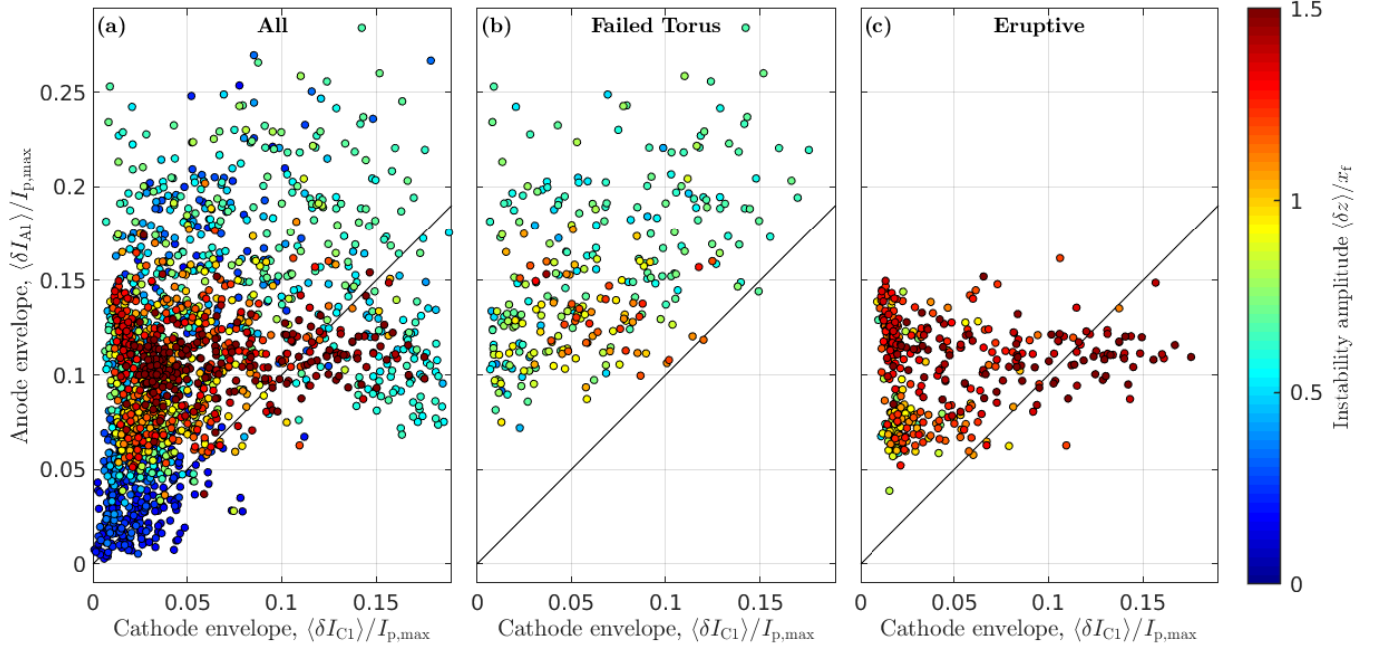 (a) All
(b) Failed Torus
(c) Eruptive
Anode envelope, ⟨δI_A1⟩/I_p,max
0.25
0.2
0.15
0.1
0.05
0
0 0.05 0.1 0.15
0 0.05 0.1 0.15
0 0.05 0.1 0.15
Cathode envelope, ⟨δI_C1⟩/I_p,max
Cathode envelope, ⟨δI_C1⟩/I_p,max
Cathode envelope, ⟨δI_C1⟩/I_p,max
1.5
1
0.5
0
Instability amplitude ⟨δz⟩/x_f